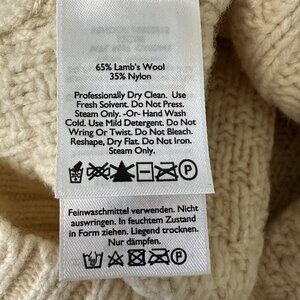 65% Lamb's Wool
35% Nylon
Professionally Dry Clean. Use
Fresh Solvent. Do Not Press.
Steam Only. -Or- Hand Wash
Cold. Use Mild Detergent. Do Not
Wring Or Twist. Do Not Bleach.
Reshape, Dry Flat. Do Not Iron.
Steam Only.
P
Feinwaschmittel verwenden. Nicht
auswringen. In feuchtem Zustand
in Form ziehen. Liegend trocknen.
Nur dämpfen.
P